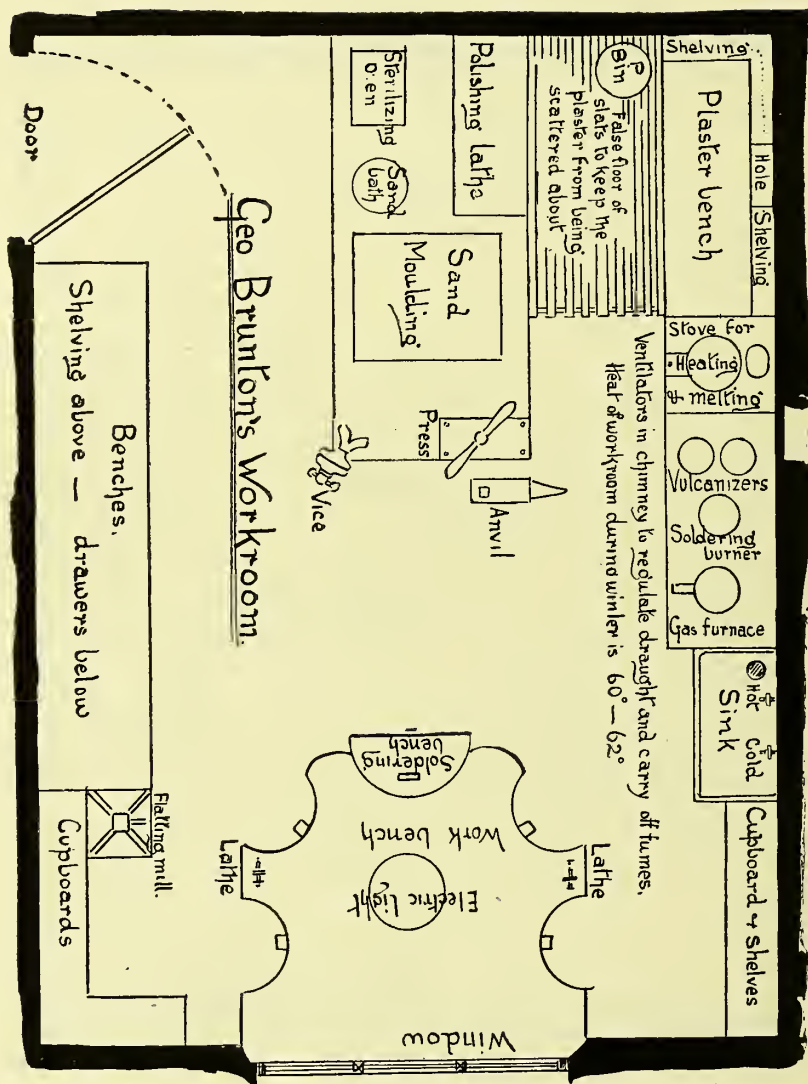 Geo Brunton's Workroom.
Door
Benches.
Shelving above — drawers below
Cupboards
Flatting mill.
Sterilizing
Oven
Sand
bath
Polishing lathe
Sand
Moulding
Press
Vice
Anvil
P
Bin
False floor of
slats to keep the
plaster from being
scattered about
Shelving
Plaster bench
Hole
Shelving
Stove for
Heating
& melting
Vulcanizers
Soldering
burner
Gas furnace
Hot Cold
Sink
Cupboard & shelves
Ventilators in chimney to regulate draught and carry off fumes.
Heat of workroom during winter is 60° — 62°
Soldering
bench
Work bench
Electric light
Lathe
Lathe
Window